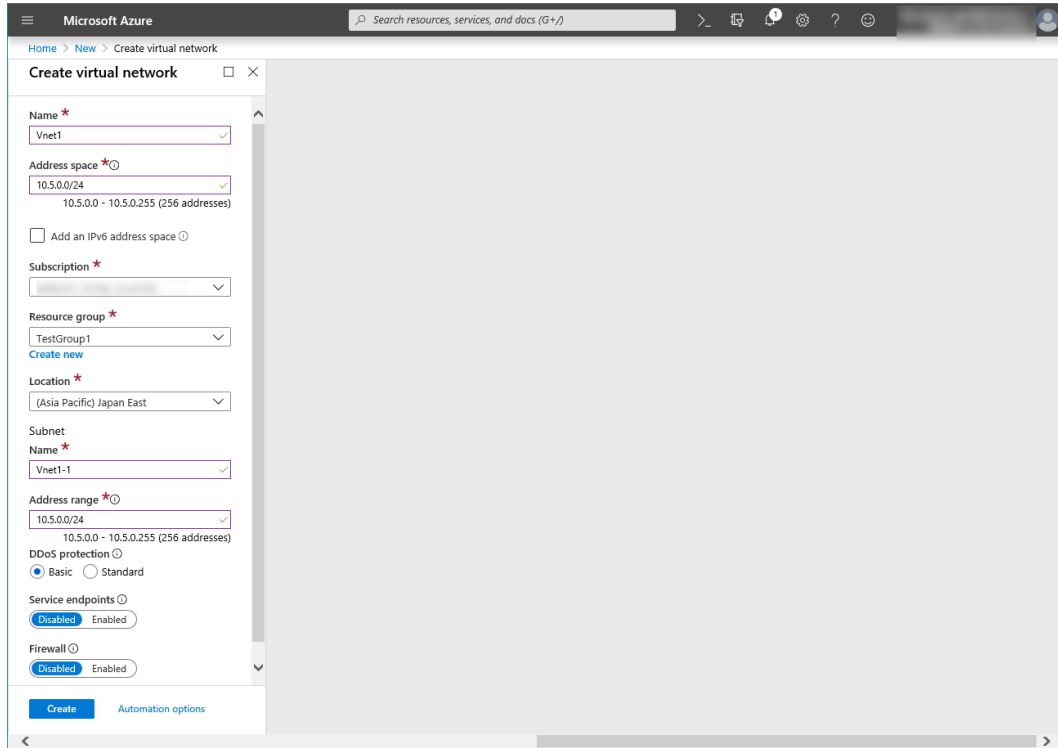 Microsoft Azure
Search resources, services, and docs (G+/)
1
Home > New > Create virtual network
Create virtual network
Name *
Vnet1
Address space *
10.5.0.0/24
10.5.0.0 - 10.5.0.255 (256 addresses)
Add an IPv6 address space
Subscription *
Resource group *
TestGroup1
Create new
Location *
(Asia Pacific) Japan East
Subnet
Name *
Vnet1-1
Address range *
10.5.0.0/24
10.5.0.0 - 10.5.0.255 (256 addresses)
DDoS protection
Basic Standard
Service endpoints
Disabled Enabled
Firewall
Disabled Enabled
Create Automation options